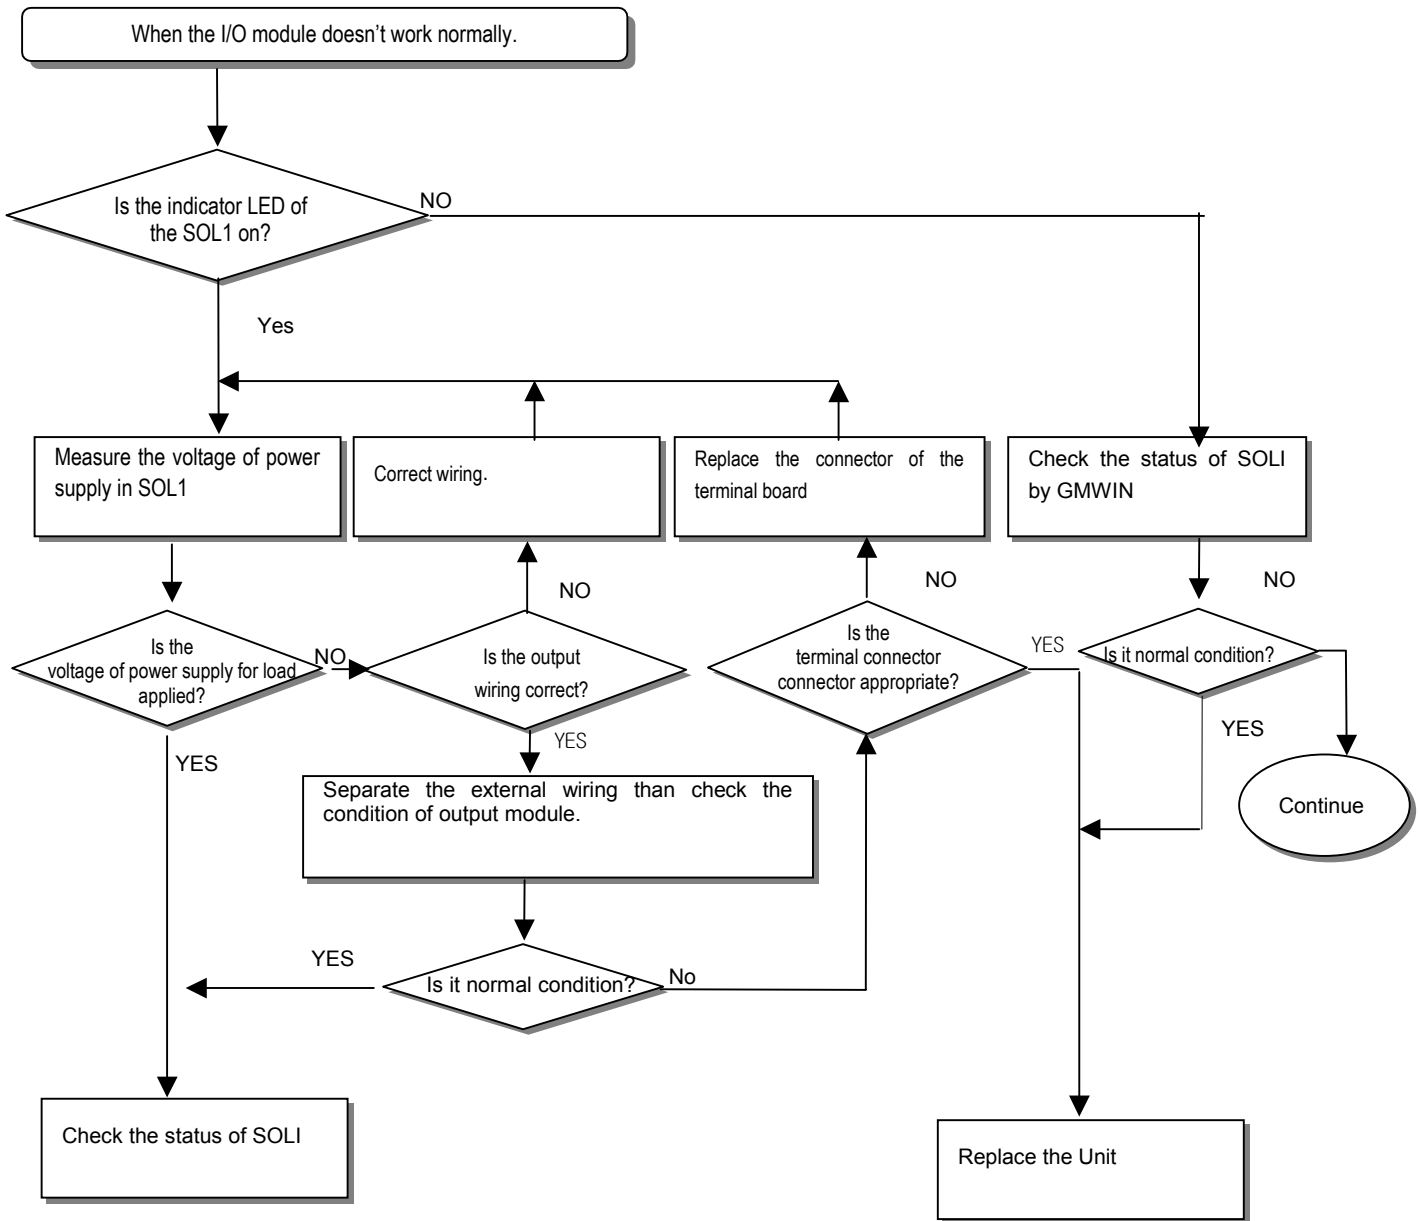 When the I/O module doesn't work normally.
Is the indicator LED of
the SOL1 on?
NO
Yes
Measure the voltage of power
supply in SOL1
Correct wiring.
Replace the connector of the
terminal board
Check the status of SOLI
by GMWIN
NO
NO
NO
Is the
voltage of power supply for load
applied?
NO
Is the output
wiring correct?
Is the
terminal connector
connector appropriate?
YES
Is it normal condition?
YES
YES
YES
Separate the external wiring than check the
condition of output module.
Continue
YES
Is it normal condition?
No
Check the status of SOLI
Replace the Unit